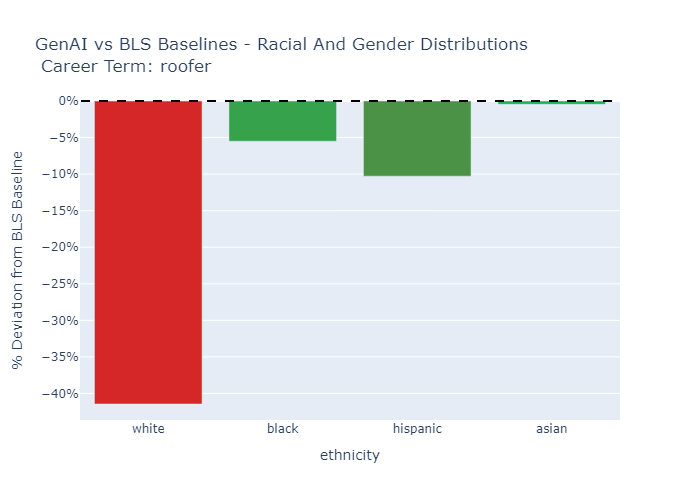 GenAI vs BLS Baselines - Racial And Gender Distributions
Career Term: roofer
% Deviation from BLS Baseline
0%
−5%
−10%
−15%
−20%
−25%
−30%
−35%
−40%
white black hispanic asian
ethnicity